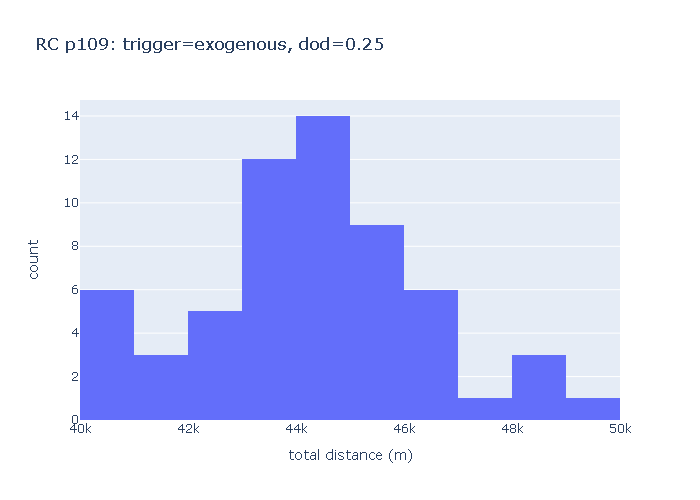 RC p109: trigger=exogenous, dod=0.25
14
12
10
8
6
4
2
0
count
40k 42k 44k 46k 48k 50k
total distance (m)